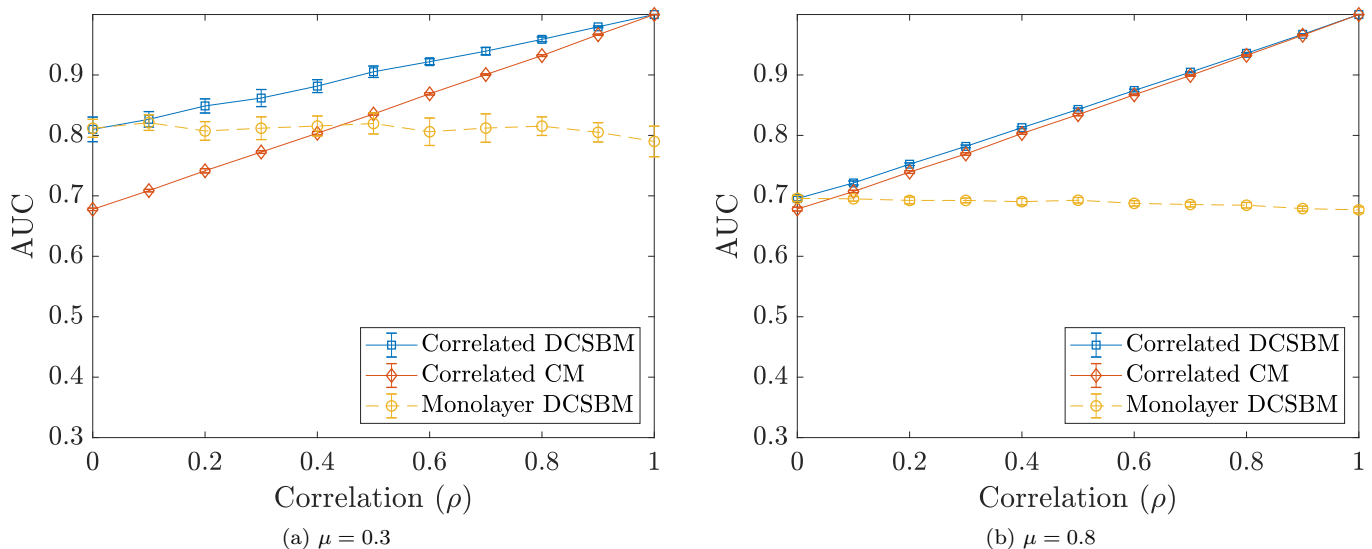 0.9
0.8
0.7
0.6
0.5
0.4
0.3
AUC
0
0.2
0.4
0.6
0.8
1
Correlation (ρ)
Correlated DCSBM
Correlated CM
Monolayer DCSBM
(a) μ = 0.3
0.9
0.8
0.7
0.6
0.5
0.4
0.3
AUC
0
0.2
0.4
0.6
0.8
1
Correlation (ρ)
Correlated DCSBM
Correlated CM
Monolayer DCSBM
(b) μ = 0.8